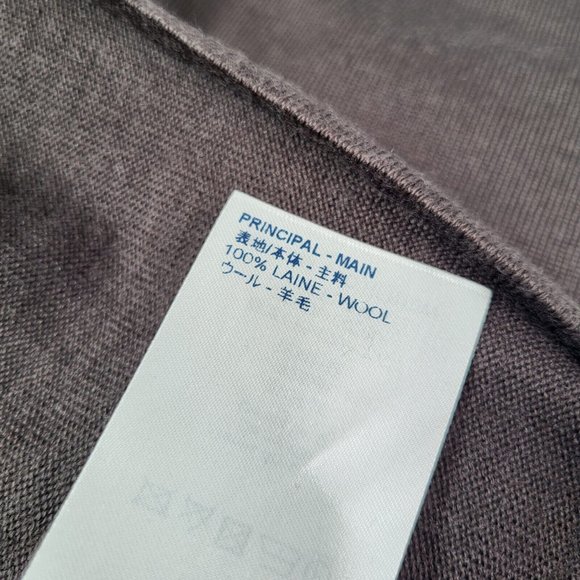 PRINCIPAL - MAIN
表地/本体 - 主料
100% LAINE - WOOL
ウール - 羊毛